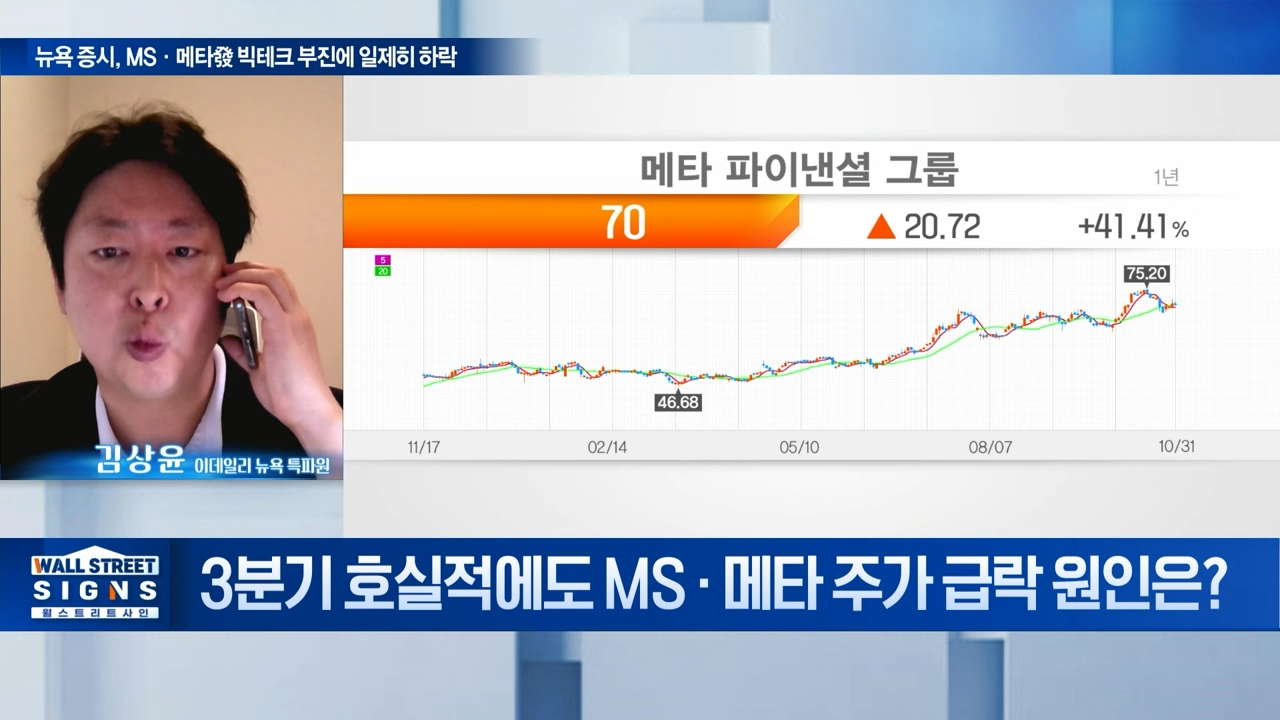 뉴욕 증시, MS · 메타發 빅테크 부진에 일제히 하락
메타 파이낸셜 그룹
1년
70
▲ 20.72
+41.41%
5
20
75.20
46.68
11/17
02/14
05/10
08/07
10/31
김상윤 이데일리 뉴욕 특파원
WALL STREET
SIGNS
월스트리트사인
3분기 호실적에도 MS · 메타 주가 급락 원인은?